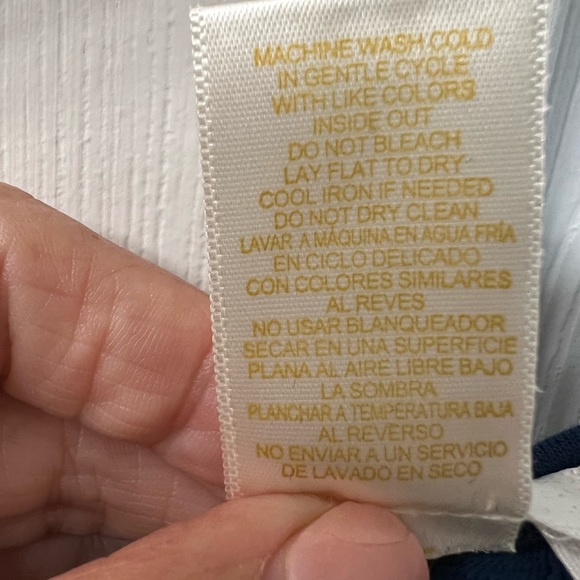 MACHINE WASH COLD
IN GENTLE CYCLE
WITH LIKE COLORS
INSIDE OUT
DO NOT BLEACH
LAY FLAT TO DRY
COOL IRON IF NEEDED
DO NOT DRY CLEAN
LAVAR A MÁQUINA EN AGUA FRÍA
EN CICLO DELICADO
CON COLORES SIMILARES
AL REVES
NO USAR BLANQUEADOR
SECAR EN UNA SUPERFICIE
PLANA AL AIRE LIBRE BAJO
LA SOMBRA
PLANCHAR A TEMPERATURA BAJA
AL REVERSO
NO ENVIAR A UN SERVICIO
DE LAVADO EN SECO